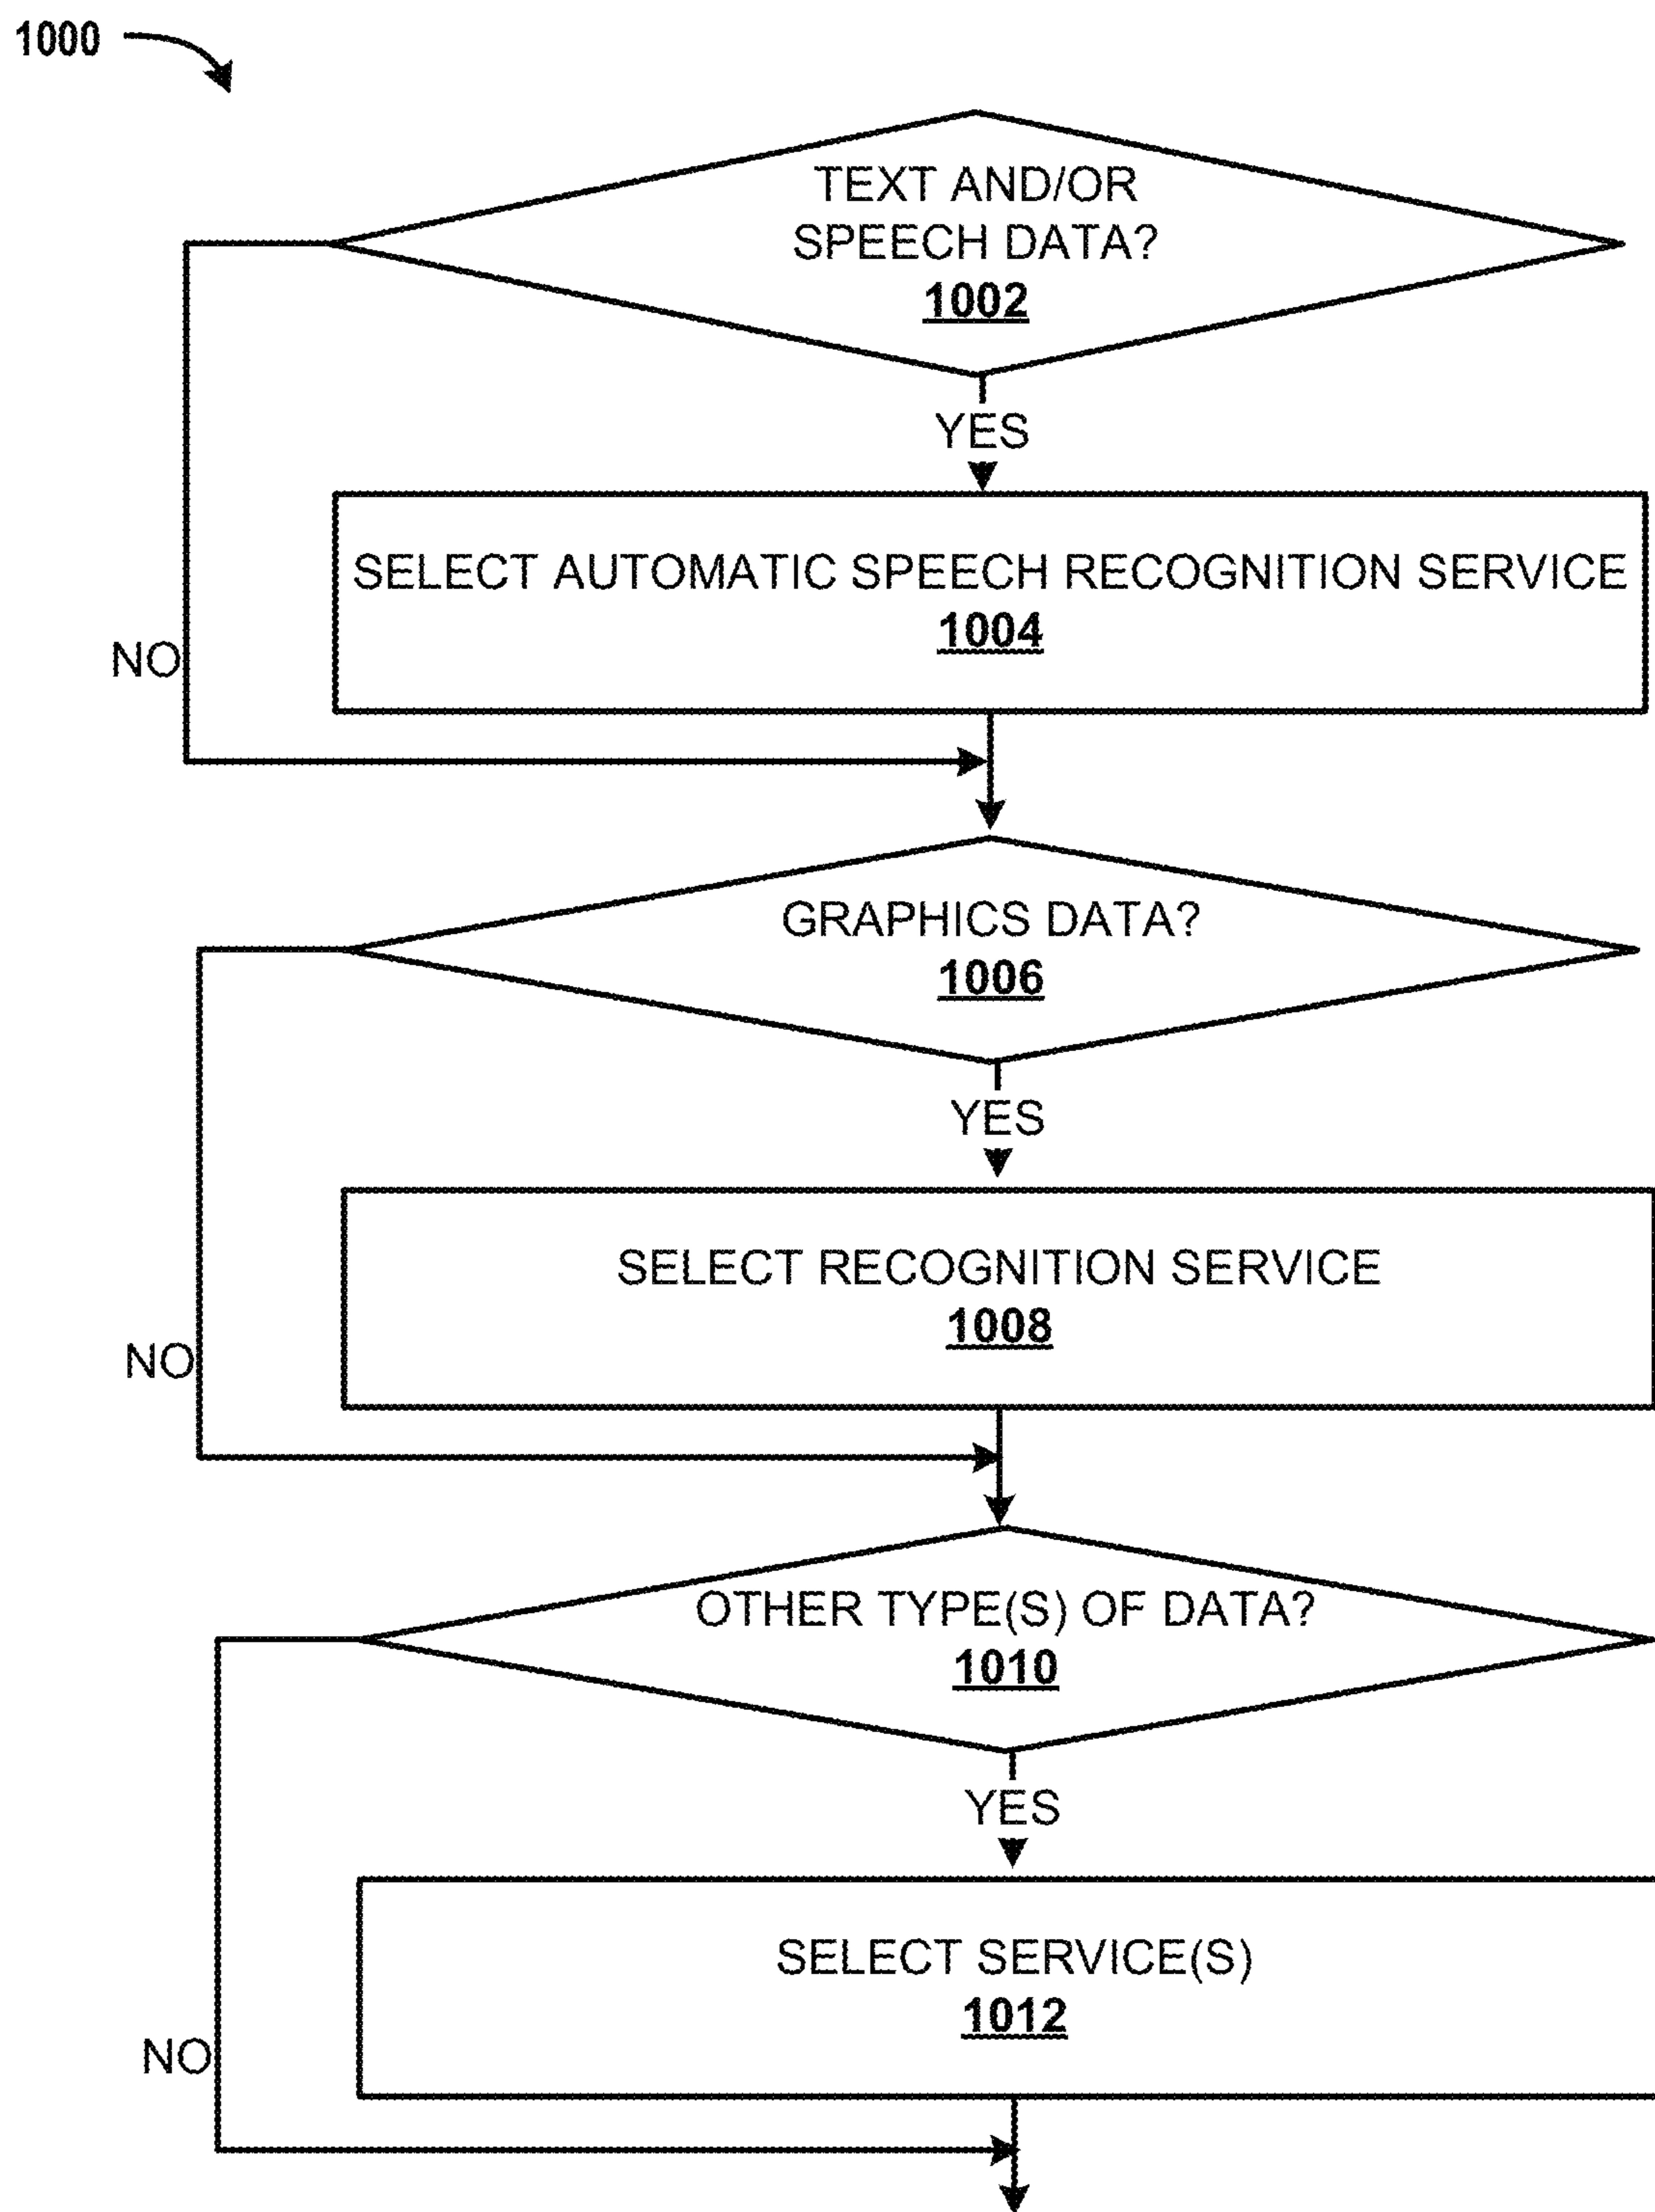 1000
TEXT AND/OR
SPEECH DATA?
1002
YES
SELECT AUTOMATIC SPEECH RECOGNITION SERVICE
1004
NO
GRAPHICS DATA?
1006
YES
SELECT RECOGNITION SERVICE
1008
NO
OTHER TYPE(S) OF DATA?
1010
YES
SELECT SERVICE(S)
1012
NO